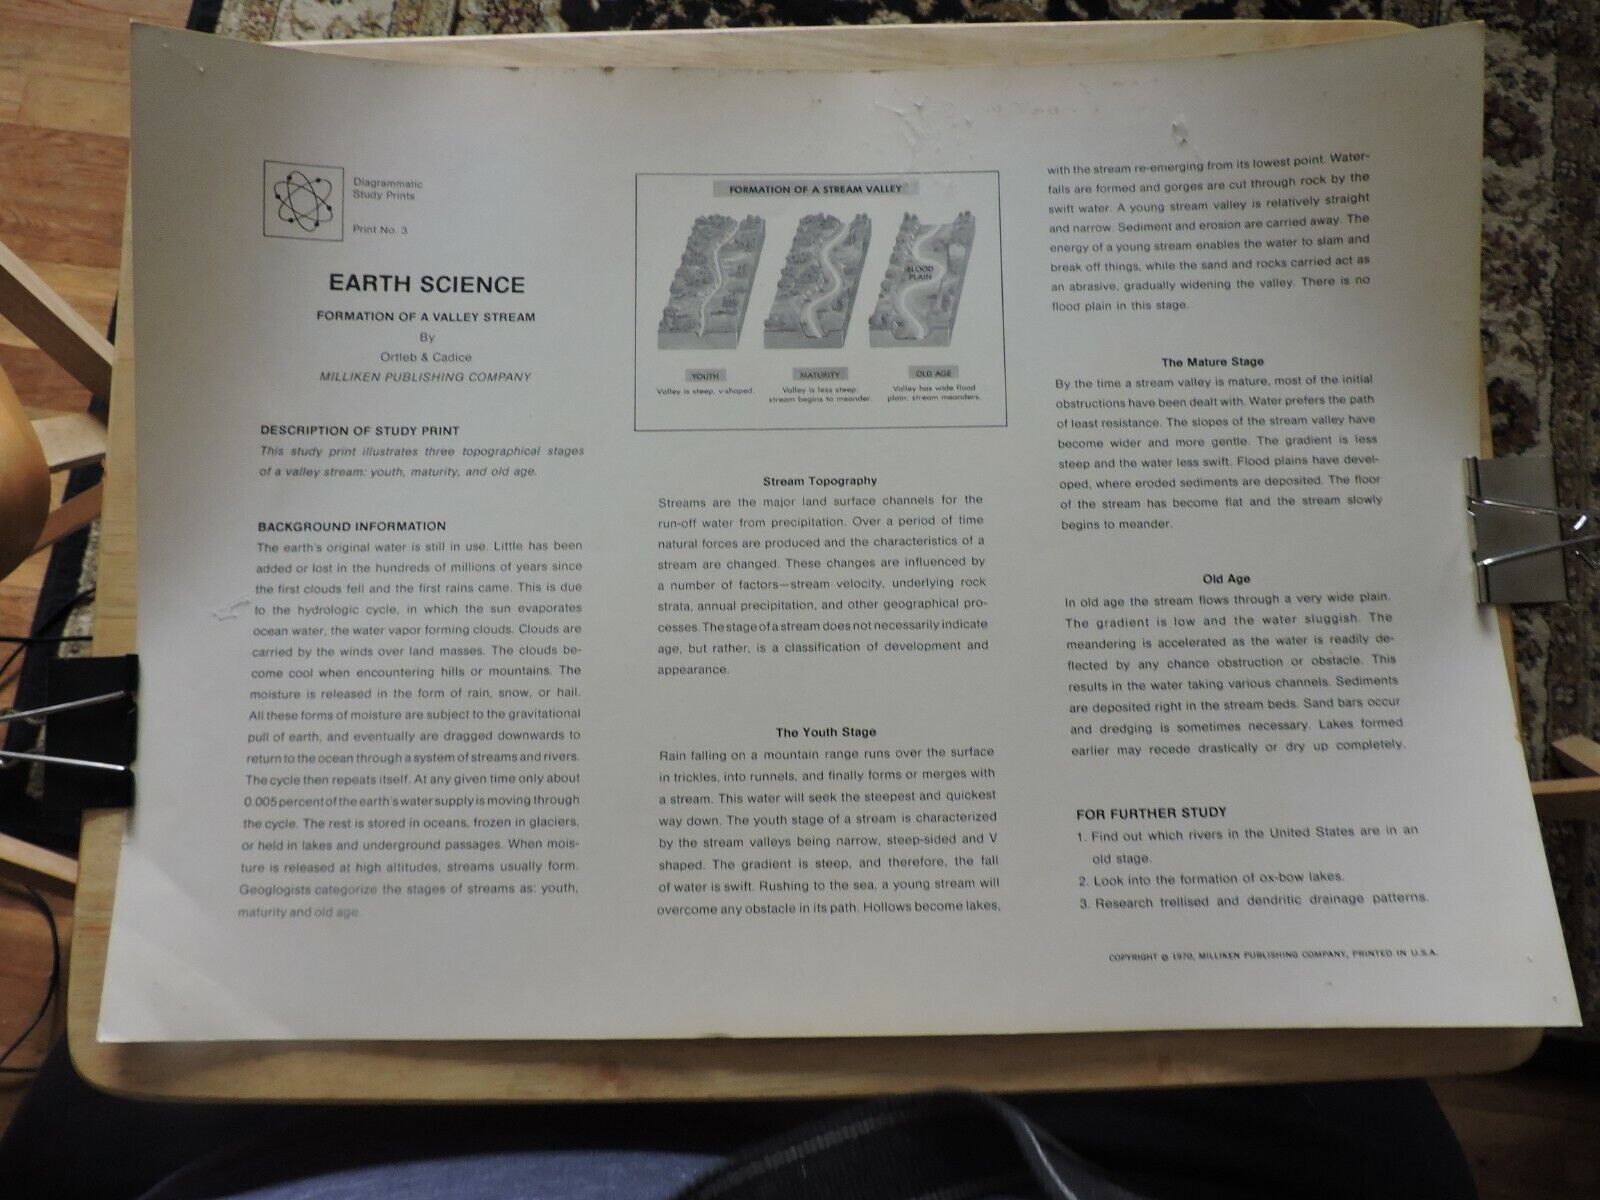 Diagrammatic
Study Prints
Print No. 3
EARTH SCIENCE
FORMATION OF A VALLEY STREAM
By
Ortleb & Cadice
MILLIKEN PUBLISHING COMPANY
DESCRIPTION OF STUDY PRINT
This study print illustrates three topographical stages
of a valley stream: youth, maturity, and old age.
BACKGROUND INFORMATION
The earth's original water is still in use. Little has been
added or lost in the hundreds of millions of years since
the first clouds fell and the first rains came. This is due
to the hydrologic cycle, in which the sun evaporates
ocean water, the water vapor forming clouds. Clouds are
carried by the winds over land masses. The clouds be-
come cool when encountering hills or mountains. The
moisture is released in the form of rain, snow, or hail.
All these forms of moisture are subject to the gravitational
pull of earth, and eventually are dragged downwards to
return to the ocean through a system of streams and rivers.
The cycle then repeats itself. At any given time only about
0.005 percent of the earth's water supply is moving through
the cycle. The rest is stored in oceans, frozen in glaciers,
or held in lakes and underground passages. When mois-
ture is released at high altitudes, streams usually form.
Geoglogists categorize the stages of streams as: youth,
maturity and old age.
FORMATION OF A STREAM VALLEY
FLOOD
PLAIN
YOUTH
Valley is steep, v-shaped.
MATURITY
Valley is less steep;
stream begins to meander.
OLD AGE
Valley has wide flood
plain; stream meanders.
Stream Topography
Streams are the major land surface channels for the
run-off water from precipitation. Over a period of time
natural forces are produced and the characteristics of a
stream are changed. These changes are influenced by
a number of factors—stream velocity, underlying rock
strata, annual precipitation, and other geographical pro-
cesses. The stage of a stream does not necessarily indicate
age, but rather, is a classification of development and
appearance.
The Youth Stage
Rain falling on a mountain range runs over the surface
in trickles, into runnels, and finally forms or merges with
a stream. This water will seek the steepest and quickest
way down. The youth stage of a stream is characterized
by the stream valleys being narrow, steep-sided and V
shaped. The gradient is steep, and therefore, the fall
of water is swift. Rushing to the sea, a young stream will
overcome any obstacle in its path. Hollows become lakes,
with the stream re-emerging from its lowest point. Water-
falls are formed and gorges are cut through rock by the
swift water. A young stream valley is relatively straight
and narrow. Sediment and erosion are carried away. The
energy of a young stream enables the water to slam and
break off things, while the sand and rocks carried act as
an abrasive, gradually widening the valley. There is no
flood plain in this stage.
The Mature Stage
By the time a stream valley is mature, most of the initial
obstructions have been dealt with. Water prefers the path
of least resistance. The slopes of the stream valley have
become wider and more gentle. The gradient is less
steep and the water less swift. Flood plains have devel-
oped, where eroded sediments are deposited. The floor
of the stream has become flat and the stream slowly
begins to meander.
Old Age
In old age the stream flows through a very wide plain.
The gradient is low and the water sluggish. The
meandering is accelerated as the water is readily de-
flected by any chance obstruction or obstacle. This
results in the water taking various channels. Sediments
are deposited right in the stream beds. Sand bars occur
and dredging is sometimes necessary. Lakes formed
earlier may recede drastically or dry up completely.
FOR FURTHER STUDY
1. Find out which rivers in the United States are in an
old stage.
2. Look into the formation of ox-bow lakes.
3. Research trellised and dendritic drainage patterns.
COPYRIGHT © 1970, MILLIKEN PUBLISHING COMPANY, PRINTED IN U.S.A.